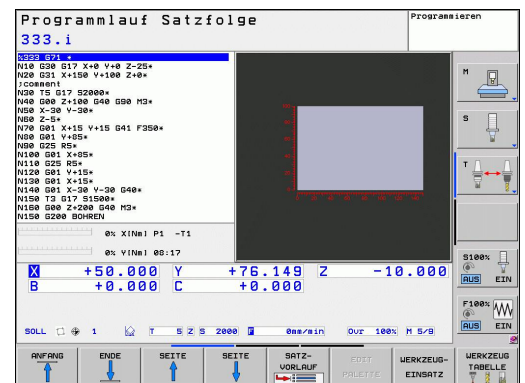 Programmlauf Satzfolge
Programmieren
333.i
%333 G71 *
N10 G30 G17 X+0 Y+0 Z-25*
N20 G31 X+150 Y+100 Z+0*
;comment
N30 T5 G17 S2000*
N40 G00 Z+100 G40 G90 M3*
N50 X-30 Y-30*
N60 Z-5*
N70 G01 X+15 Y+15 G41 F350*
N80 G01 Y+85*
N90 G25 R5*
N100 G01 X+85*
N110 G25 R5*
N120 G01 Y+15*
N130 G01 X+15*
N140 G01 X-30 Y-30 G40*
N150 T3 G17 S1500*
N160 G00 Z+200 G40 M3*
N150 G200 BOHREN
0% X[Nm] P1 -T1
0% Y[Nm] 08:17
X +50.000 Y +76.149 Z -10.000
B +0.000 C +0.000
SOLL 1 T 5 Z S 2000 F 0mm/min Ovr 100% M 5/9
M
S
T
S100%
AUS EIN
F100%
AUS EIN
ANFANG
ENDE
SEITE
SEITE
SATZ-
VORLAUF
EDIT
PALETTE
WERKZEUG-
EINSATZ
WERKZEUG
TABELLE